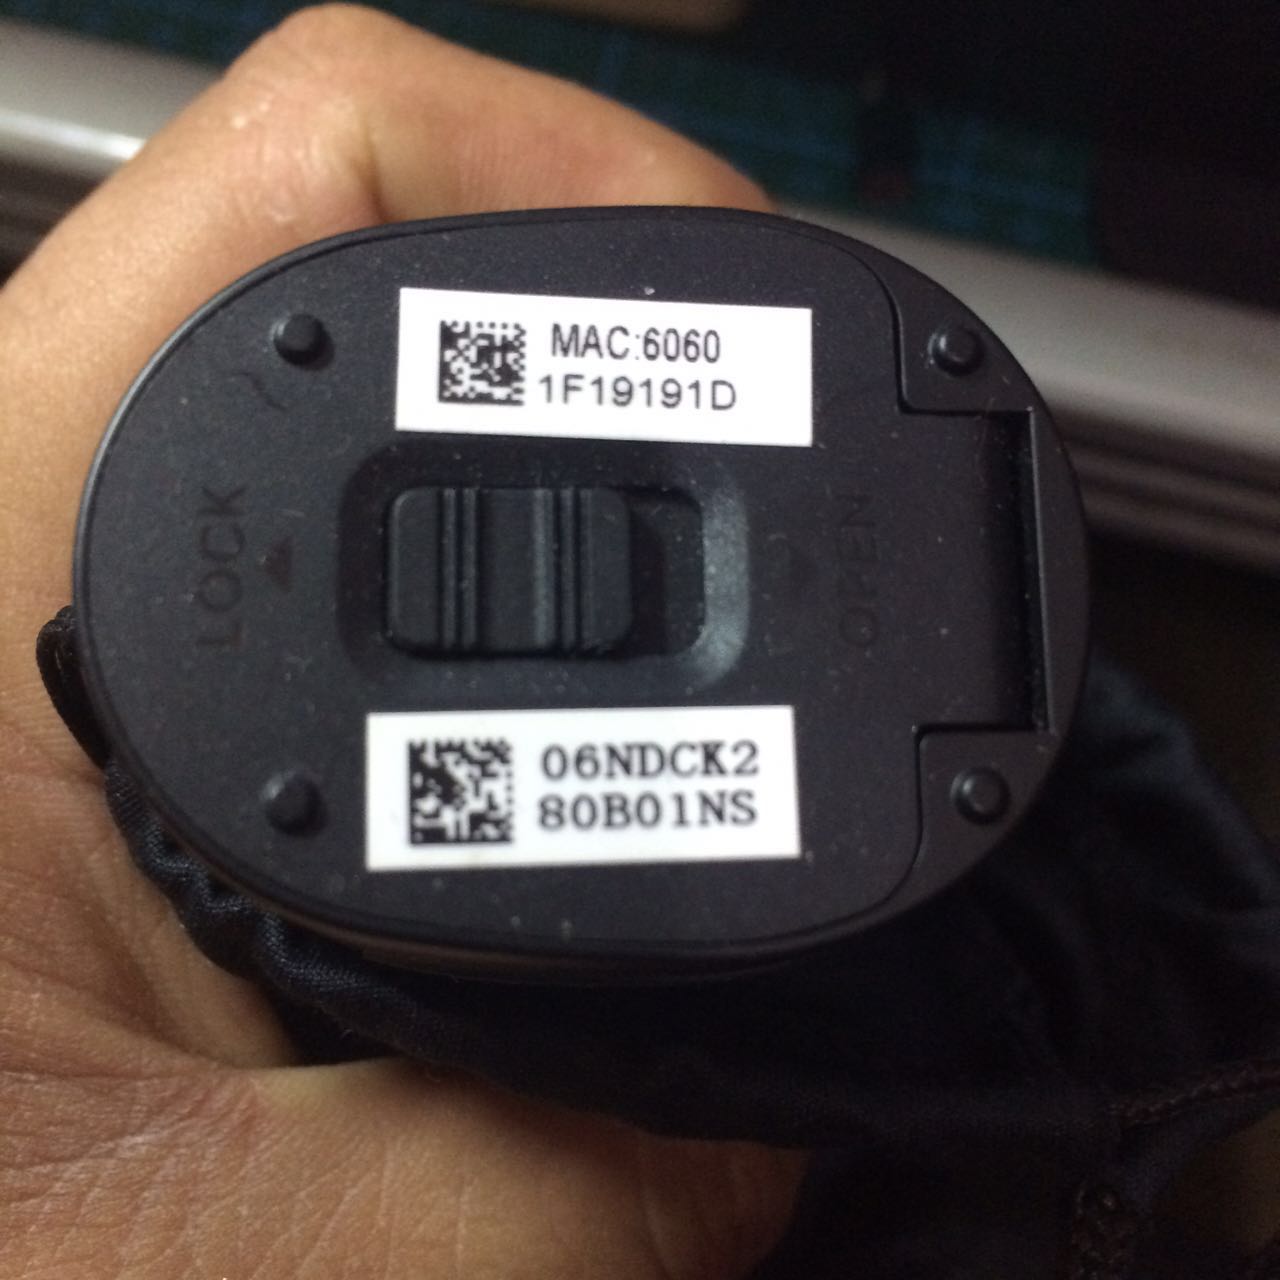 MAC:6060
1F19191D
LOCK
OPEN
06NDCK2
80B01NS